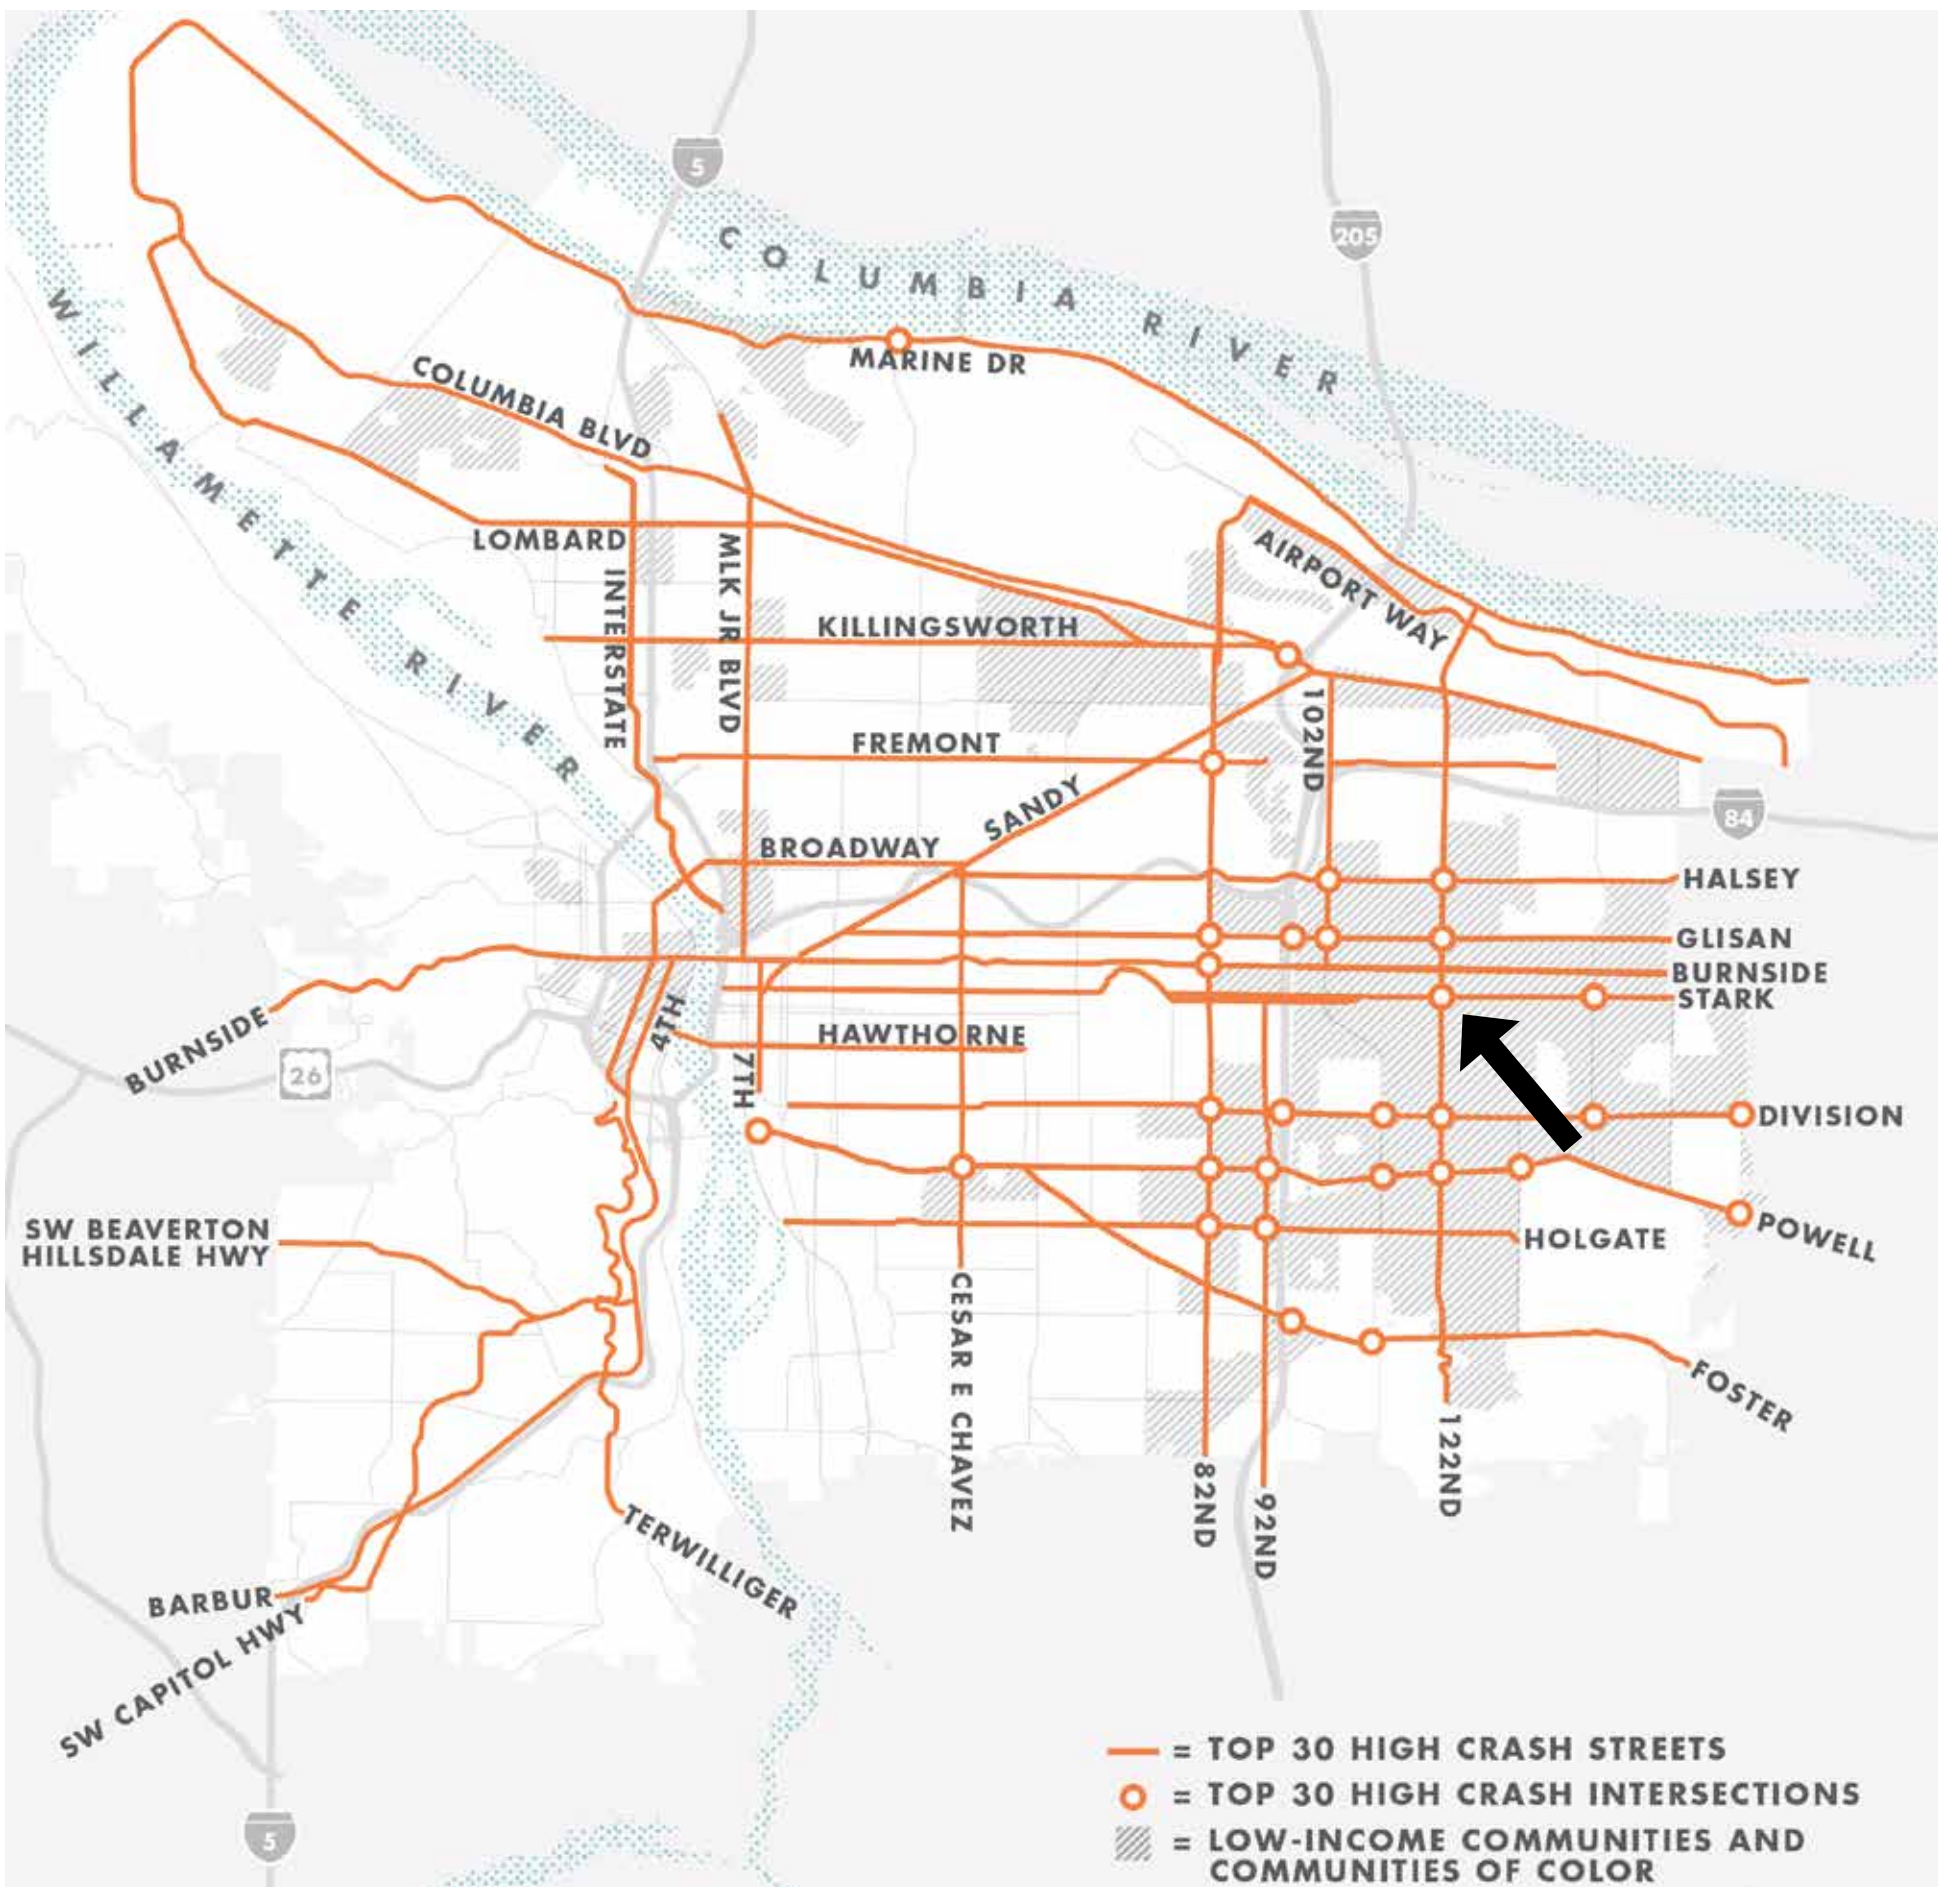 5
205
COLUMBIA RIVER
WILLAMETTE RIVER
MARINE DR
COLUMBIA BLVD
LOMBARD
INTERSTATE
MLK JR BLVD
AIRPORT WAY
KILLINGSWORTH
102ND
FREMONT
SANDY
84
BROADWAY
HALSEY
GLISAN
BURNSIDE
STARK
BURNSIDE
4TH
HAWTHORNE
26
7TH
DIVISION
SW BEAVERTON
HILLSDALE HWY
HOLGATE
POWELL
CESAR E CHAVEZ
FOSTER
82ND
92ND
122ND
TERWILLIGER
BARBUR
SW CAPITOL HWY
= TOP 30 HIGH CRASH STREETS
= TOP 30 HIGH CRASH INTERSECTIONS
5
= LOW-INCOME COMMUNITIES AND
COMMUNITIES OF COLOR